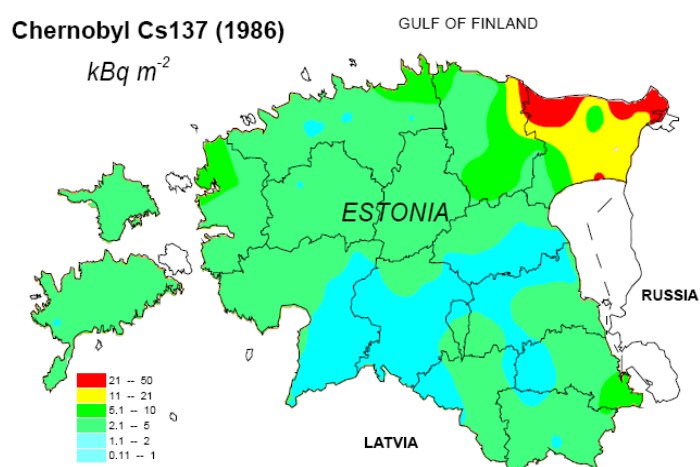 Chernobyl Cs137 (1986)
GULF OF FINLAND
kBq m-2
ESTONIA
RUSSIA
21 -- 50
11 -- 21
5.1 -- 10
2.1 -- 5
1.1 -- 2
0.11 -- 1
LATVIA